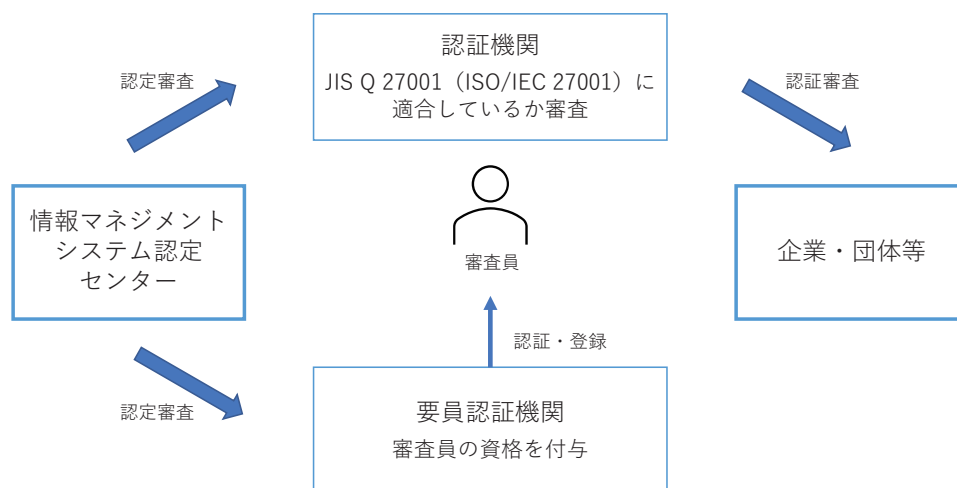 認証機関
JIS Q 27001（ISO/IEC 27001）に
適合しているか審査
認定審査
認証審査
情報マネジメント
システム認定
センター
審査員
企業・団体等
認証・登録
認定審査
要員認証機関
審査員の資格を付与